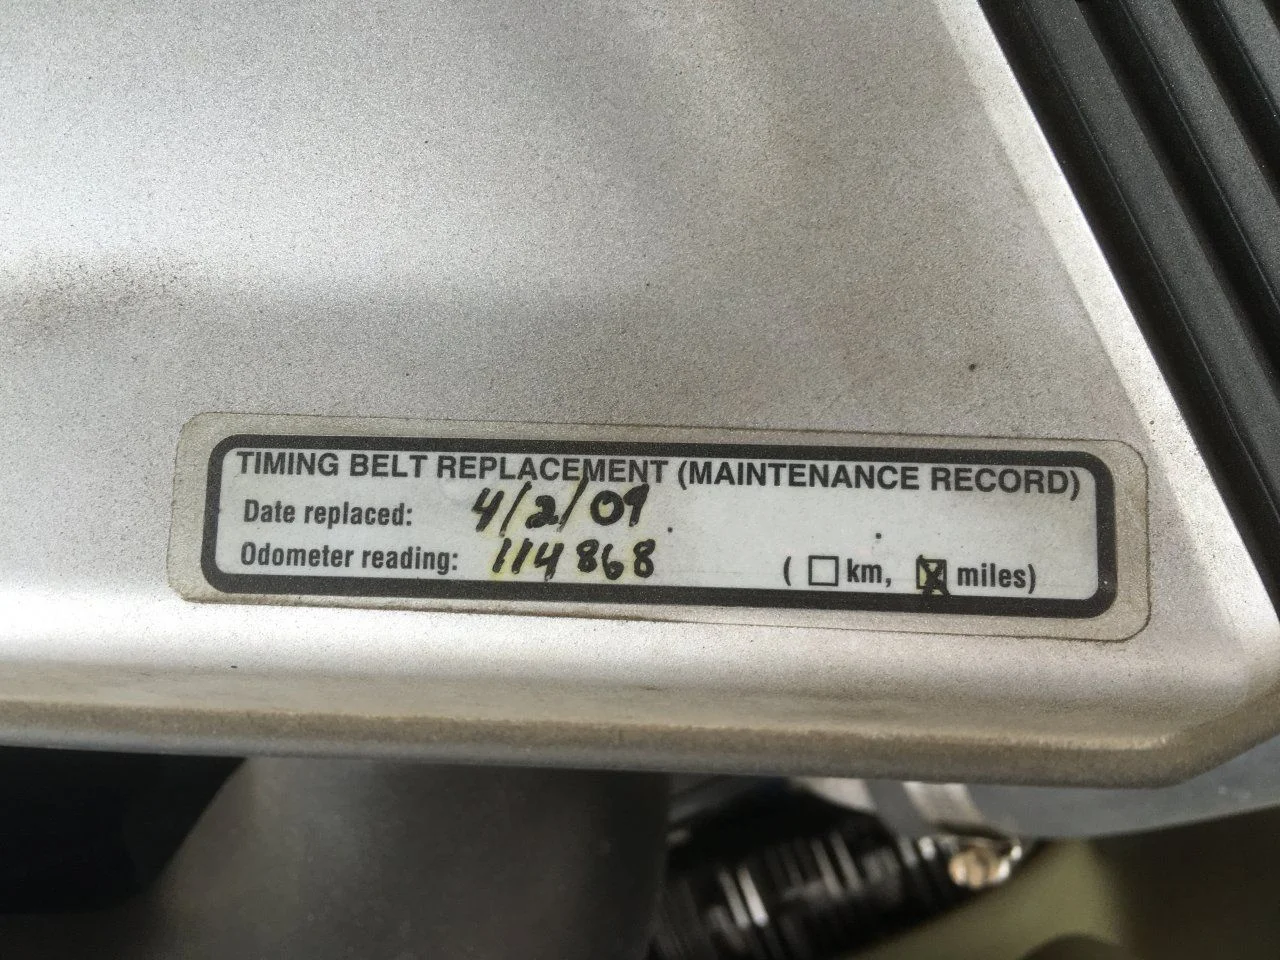 TIMING BELT REPLACEMENT (MAINTENANCE RECORD)
Date replaced: 4/2/09
Odometer reading: 114868 ( ☐ km, ☒ miles)